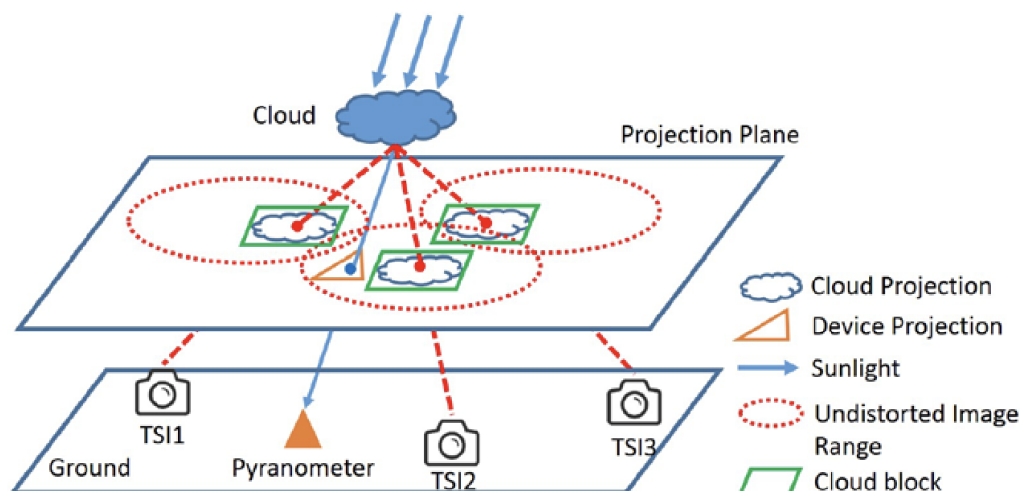 Cloud
Projection Plane
Cloud Projection
Device Projection
Sunlight
Undistorted Image
Range
Cloud block
TSI1
TSI2
TSI3
Ground
Pyranometer